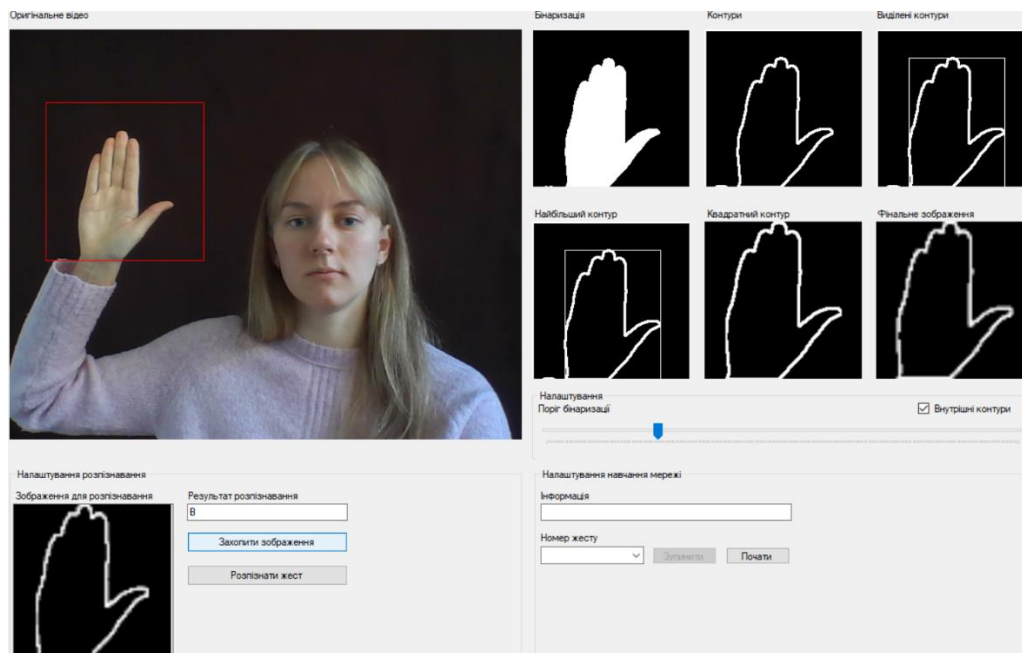 Оригінальне відео
Бінаризація
Контури
Виділені контури
Найбільший контур
Квадратний контур
Фінальне зображення
Налаштування
Поріг бінаризації
Внутрішні контури
Налаштування розпізнавання
Зображення для розпізнавання
Результат розпізнавання
В
Захопити зображення
Розпізнати жест
Налаштування навчання мережі
Інформація
Номер жесту
Зупинити
Почати